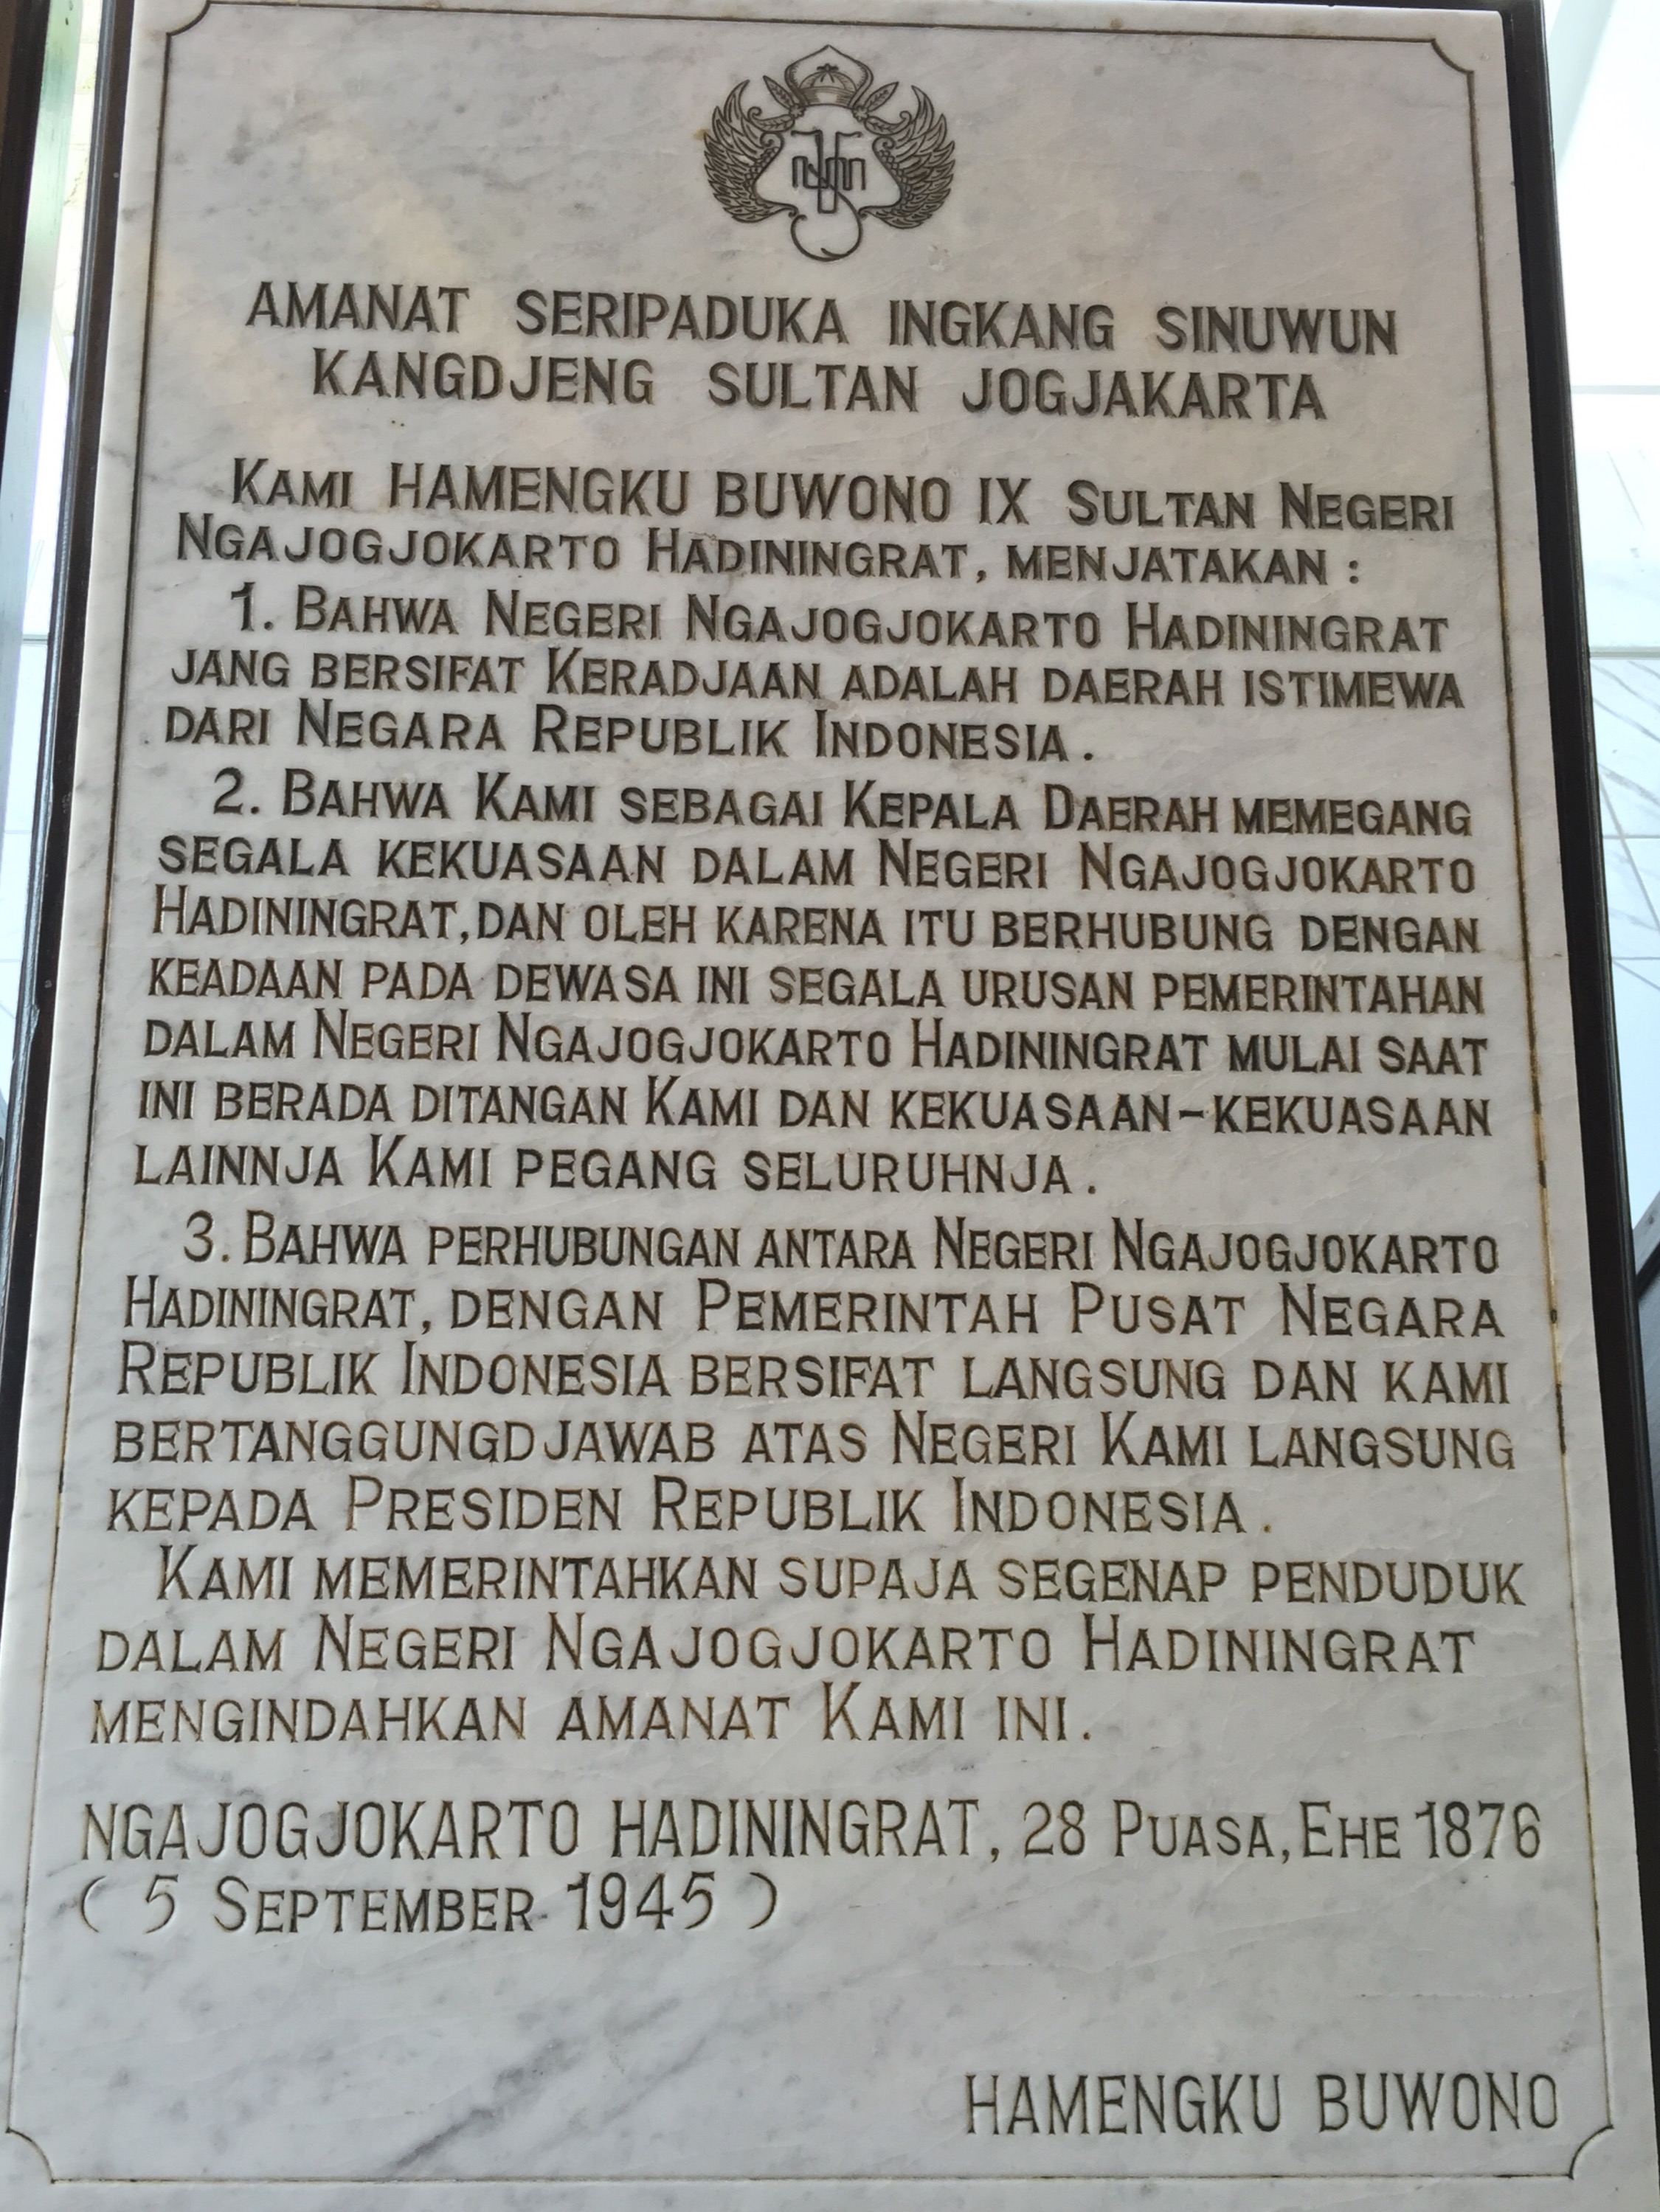 AMANAT SERIPADUKA INGKANG SINUWUN
KANGDJENG SULTAN JOGJAKARTA
KAMI HAMENGKU BUWONO IX SULTAN NEGERI
NGAJOGJOKARTO HADININGRAT, MENJATAKAN :
1. BAHWA NEGERI NGAJOGJOKARTO HADININGRAT
JANG BERSIFAT KERADJAAN ADALAH DAERAH ISTIMEWA
DARI NEGARA REPUBLIK INDONESIA.
2. BAHWA KAMI SEBAGAI KEPALA DAERAH MEMEGANG
SEGALA KEKUASAAN DALAM NEGERI NGAJOGJOKARTO
HADININGRAT, DAN OLEH KARENA ITU BERHUBUNG DENGAN
KEADAAN PADA DEWASA INI SEGALA URUSAN PEMERINTAHAN
DALAM NEGERI NGAJOGJOKARTO HADININGRAT MULAI SAAT
INI BERADA DITANGAN KAMI DAN KEKUASAAN-KEKUASAAN
LAINNJA KAMI PEGANG SELURUHNJA.
3. BAHWA PERHUBUNGAN ANTARA NEGERI NGAJOGJOKARTO
HADININGRAT, DENGAN PEMERINTAH PUSAT NEGARA
REPUBLIK INDONESIA BERSIFAT LANGSUNG DAN KAMI
BERTANGGUNGDJAWAB ATAS NEGERI KAMI LANGSUNG
KEPADA PRESIDEN REPUBLIK INDONESIA.
KAMI MEMERINTAHKAN SUPAJA SEGENAP PENDUDUK
DALAM NEGERI NGAJOGJOKARTO HADININGRAT
MENGINDAHKAN AMANAT KAMI INI.
NGAJOGJOKARTO HADININGRAT, 28 PUASA, EHE 1876
( 5 SEPTEMBER 1945 )
HAMENGKU BUWONO